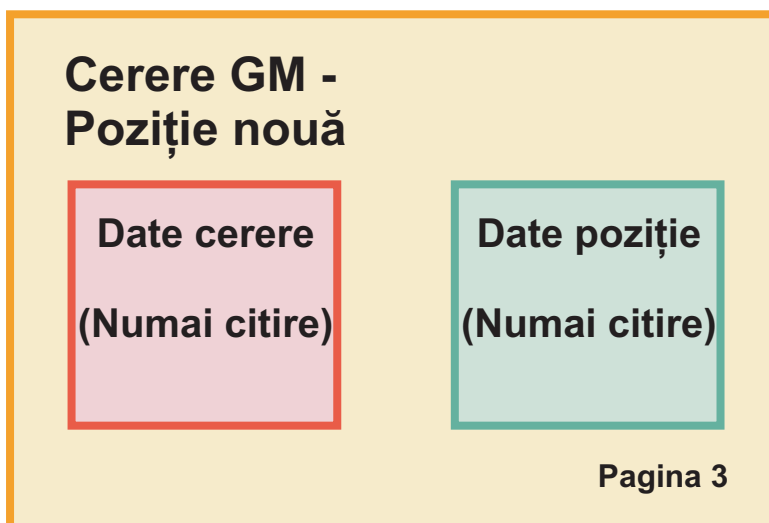 Cerere GM -
Poziție nouă
Date cerere
(Numai citire)
Date poziție
(Numai citire)
Pagina 3